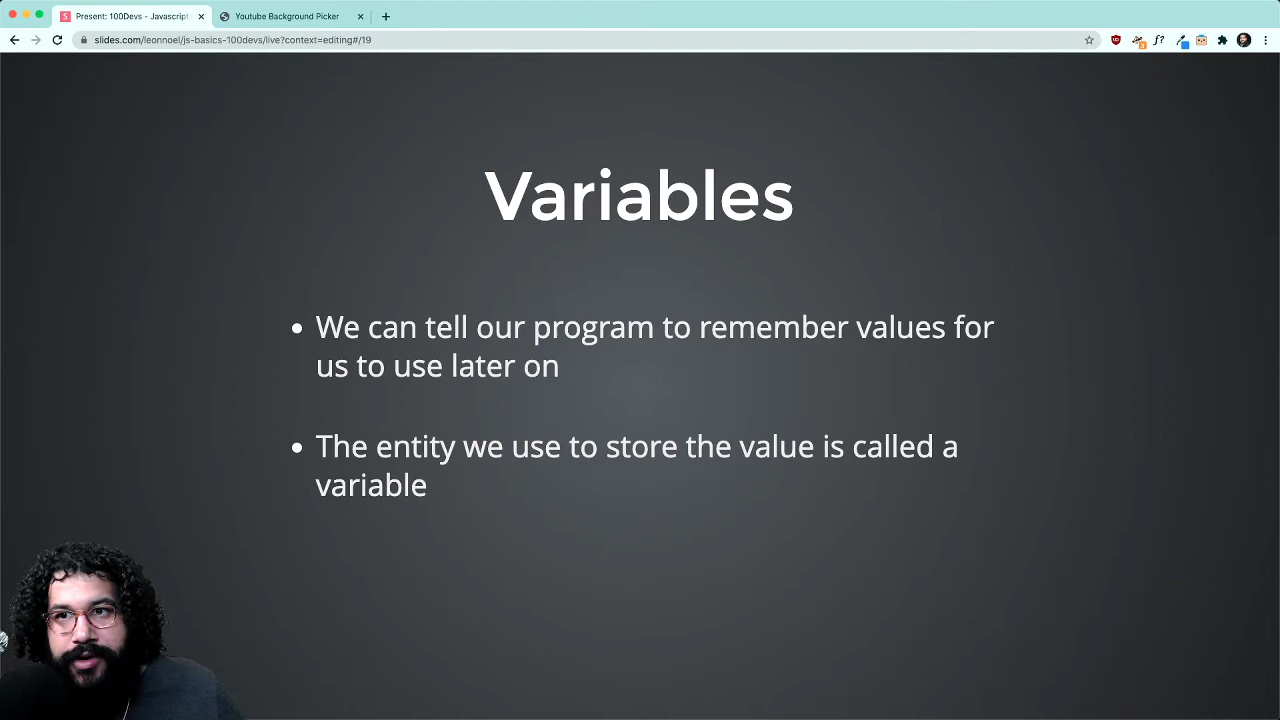 Present: 100Devs - Javascript
Youtube Background Picker
slides.com/leonnoel/js-basics-100devs/live?context=editing#/19
Variables
• We can tell our program to remember values for
us to use later on
• The entity we use to store the value is called a
variable